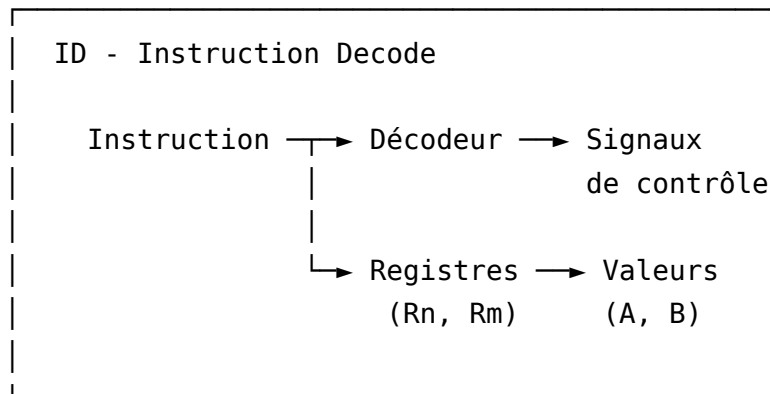 ID - Instruction Decode
Instruction ─┬─► Décodeur ─► Signaux
de contrôle
└─► Registres ─► Valeurs
(Rn, Rm) (A, B)